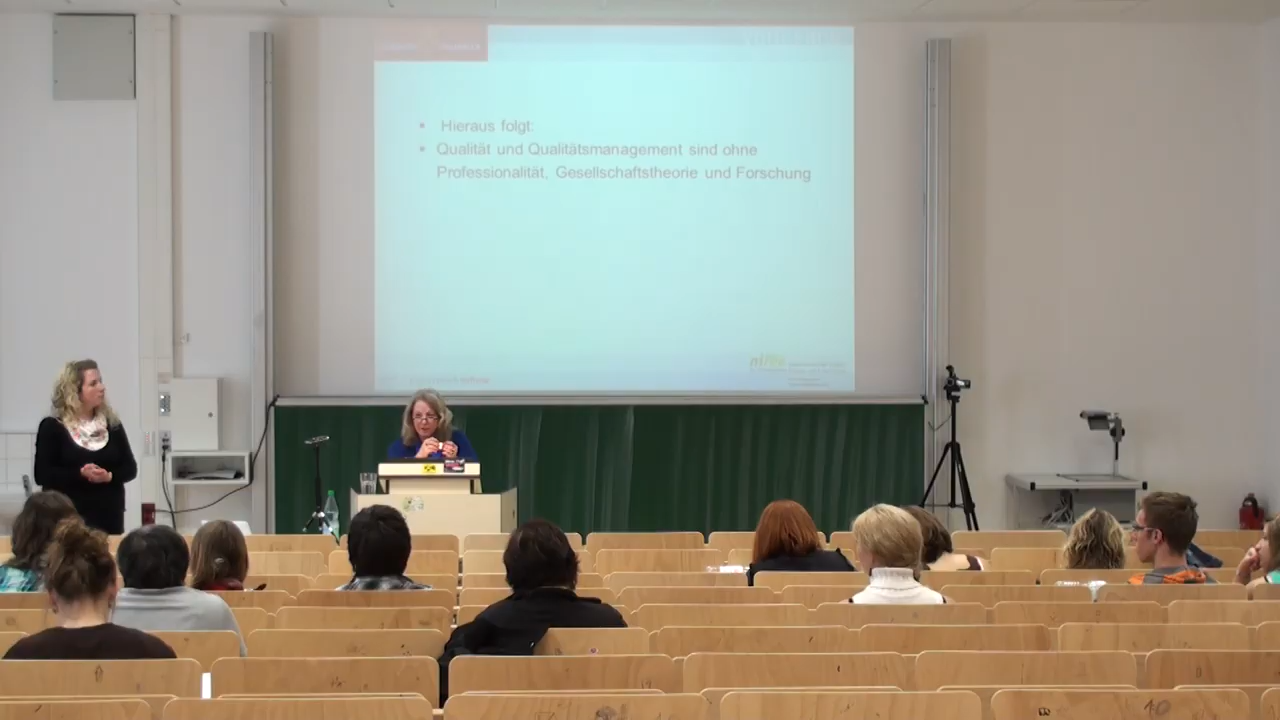 Hieraus folgt:
Qualität und Qualitätsmanagement sind ohne
Professionalität, Gesellschaftstheorie und Forschung